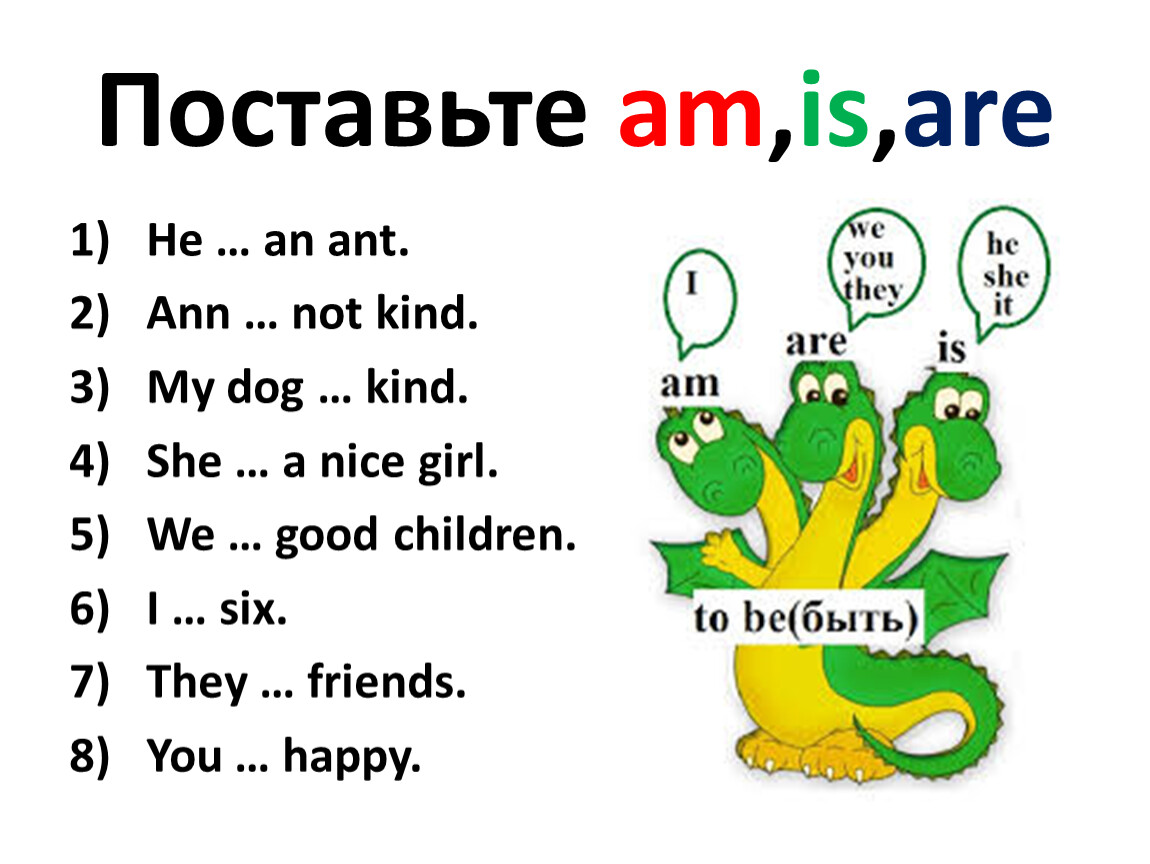 Поставьте am,is,are
1) He ... an ant.
2) Ann ... not kind.
3) My dog ... kind.
4) She ... a nice girl.
5) We ... good children.
6) I ... six.
7) They ... friends.
8) You ... happy.
I
am
we
you
they
are
he
she
it
is
to be(быть)